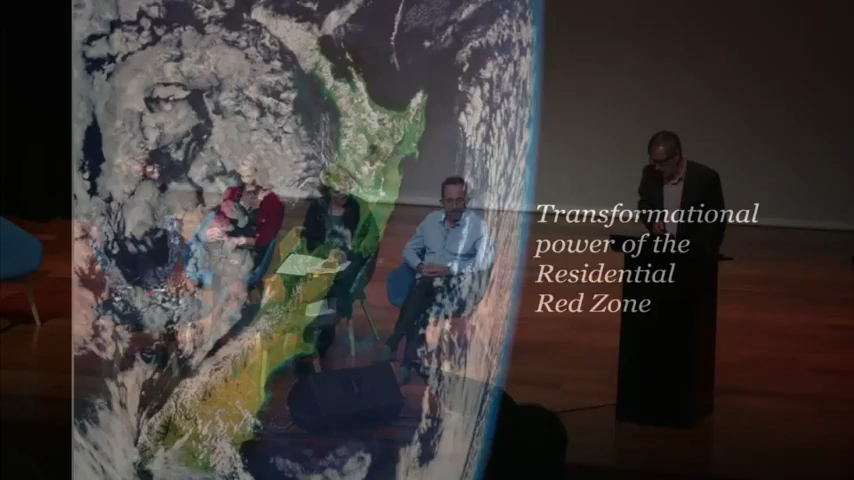 Transformational
power of the
Residential
Red Zone